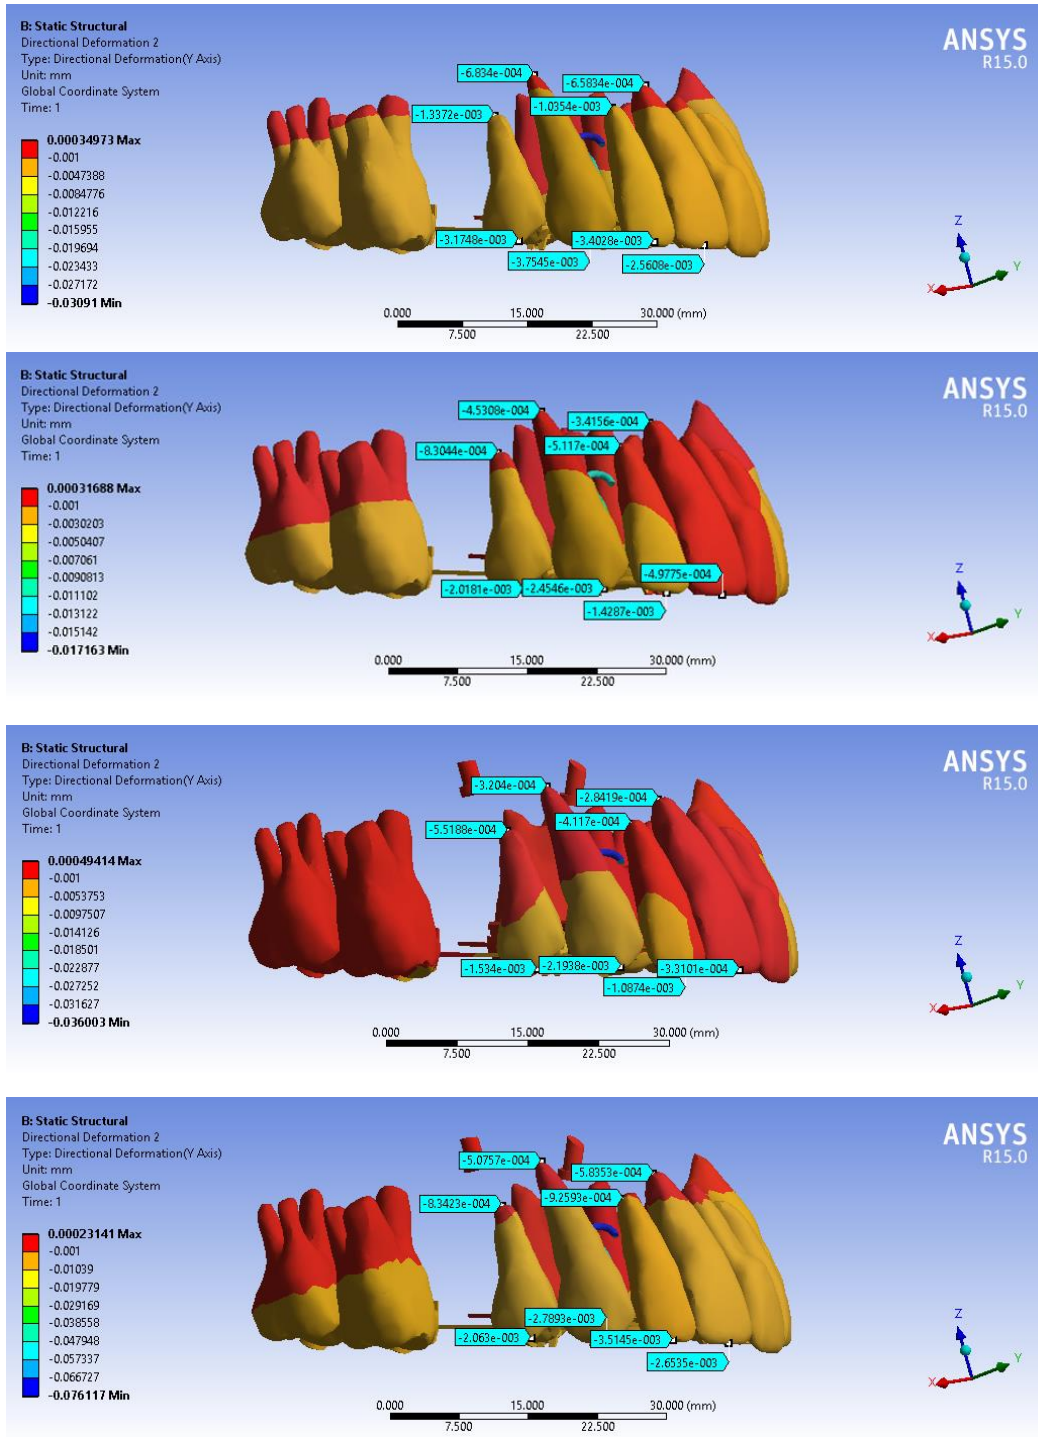 B: Static Structural
Directional Deformation 2
Type: Directional Deformation(Y Axis)
Unit: mm
Global Coordinate System
Time: 1
ANSYS
R15.0
0.00034973 Max
-0.001
-0.0047388
-0.0084776
-0.012216
-0.015955
-0.019694
-0.023433
-0.027172
-0.03091 Min
-6.834e-004
-6.5834e-004
-1.3372e-003
-1.0354e-003
-3.1748e-003
-3.4028e-003
-3.7545e-003
-2.5608e-003
Z
Y
X
0.000 15.000 30.000 (mm)
7.500 22.500
B: Static Structural
Directional Deformation 2
Type: Directional Deformation(Y Axis)
Unit: mm
Global Coordinate System
Time: 1
ANSYS
R15.0
0.00031688 Max
-0.001
-0.0030203
-0.0050407
-0.007061
-0.0090813
-0.011102
-0.013122
-0.015142
-0.017163 Min
-4.5308e-004
-3.4156e-004
-8.3044e-004
-5.117e-004
-4.9775e-004
-2.0181e-003
-2.4546e-003
-1.4287e-003
Z
Y
X
0.000 15.000 30.000 (mm)
7.500 22.500
B: Static Structural
Directional Deformation 2
Type: Directional Deformation(Y Axis)
Unit: mm
Global Coordinate System
Time: 1
ANSYS
R15.0
0.00049414 Max
-0.001
-0.0053753
-0.0097507
-0.014126
-0.018501
-0.022877
-0.027252
-0.031627
-0.036003 Min
-3.204e-004
-2.8419e-004
-5.5188e-004
-4.117e-004
-1.534e-003
-2.1938e-003
-3.3101e-004
-1.0874e-003
Z
Y
X
0.000 15.000 30.000 (mm)
7.500 22.500
B: Static Structural
Directional Deformation 2
Type: Directional Deformation(Y Axis)
Unit: mm
Global Coordinate System
Time: 1
ANSYS
R15.0
0.00023141 Max
-0.001
-0.01039
-0.019779
-0.029169
-0.038558
-0.047948
-0.057337
-0.066727
-0.076117 Min
-5.0757e-004
-5.8353e-004
-8.3423e-004
-9.2593e-004
-2.7893e-003
-2.063e-003
-3.5145e-003
-2.6535e-003
Z
Y
X
0.000 15.000 30.000 (mm)
7.500 22.500